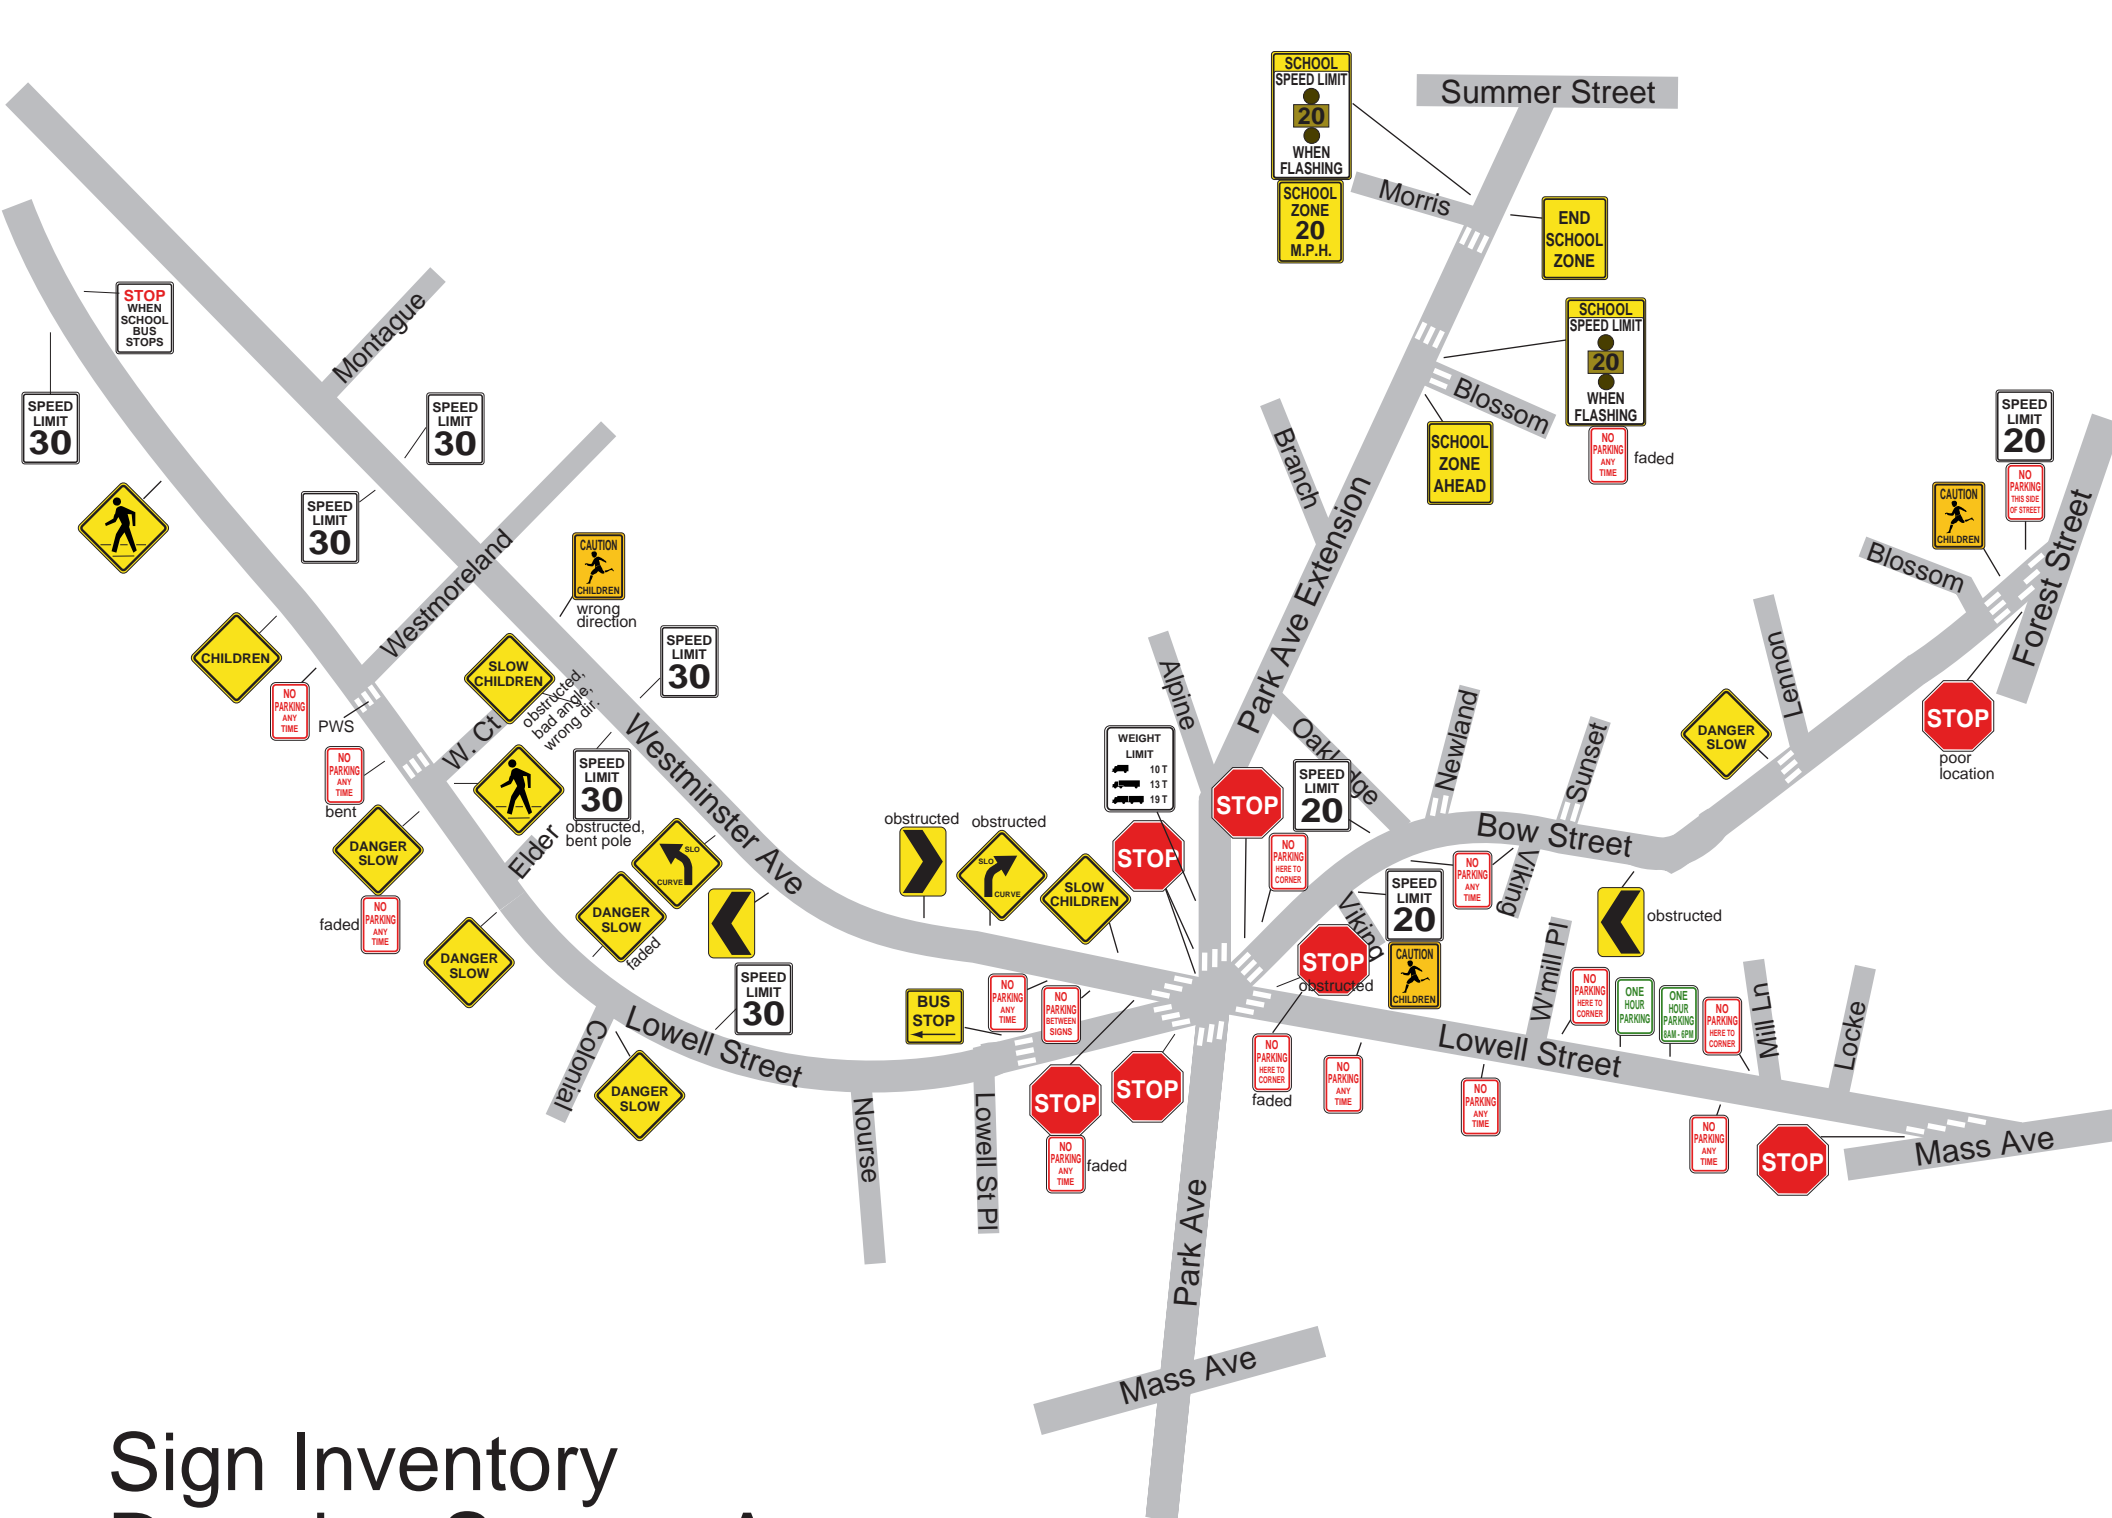 SCHOOL
SPEED LIMIT
20
WHEN
FLASHING
SCHOOL
ZONE
20
M.P.H.
Summer Street
Morris
END
SCHOOL
ZONE
SCHOOL
SPEED LIMIT
20
WHEN
FLASHING
NO
PARKING
ANY
TIME
faded
Blossom
SCHOOL
ZONE
AHEAD
Branch
Park Ave Extension
STOP
WHEN
SCHOOL
BUS
STOPS
SPEED
LIMIT
30
Montague
SPEED
LIMIT
30
SPEED
LIMIT
30
Westmoreland
CAUTION
CHILDREN
wrong
direction
SPEED
LIMIT
20
NO
PARKING
THIS SIDE
OF STREET
CAUTION
CHILDREN
Blossom
Forest Street
Lennon
STOP
poor
location
DANGER
SLOW
CHILDREN
NO
PARKING
ANY
TIME
PWS
SLOW
CHILDREN
obstructed,
bad angle,
wrong dir.
SPEED
LIMIT
30
W. Ct
NO
PARKING
ANY
TIME
bent
SPEED
LIMIT
30
obstructed,
bent pole
Westminster Ave
DANGER
SLOW
NO
PARKING
ANY
TIME
faded
Elder
SLO
CURVE
DANGER
SLOW
faded
DANGER
SLOW
SPEED
LIMIT
30
Colonial
Lowell Street
DANGER
SLOW
Nourse
Lowell St Pl
obstructed
obstructed
SLO
CURVE
SLOW
CHILDREN
Alpine
WEIGHT
LIMIT
10 T
13 T
19 T
STOP
STOP
Oakledge
SPEED
LIMIT
20
NO
PARKING
HERE TO
CORNER
Newland
Sunset
Bow Street
Viking
NO
PARKING
ANY
TIME
SPEED
LIMIT
20
CAUTION
CHILDREN
Viking
STOP
obstructed
obstructed
BUS
STOP
NO
PARKING
ANY
TIME
NO
PARKING
BETWEEN
SIGNS
STOP
NO
PARKING
ANY
TIME
faded
STOP
NO
PARKING
HERE TO
CORNER
faded
NO
PARKING
ANY
TIME
Lowell Street
NO
PARKING
ANY
TIME
W'mill Pl
NO
PARKING
HERE TO
CORNER
ONE
HOUR
PARKING
ONE
HOUR
PARKING
8AM - 6PM
NO
PARKING
HERE TO
CORNER
Mill Ln
Locke
NO
PARKING
ANY
TIME
STOP
Mass Ave
Park Ave
Mass Ave
Sign Inventory